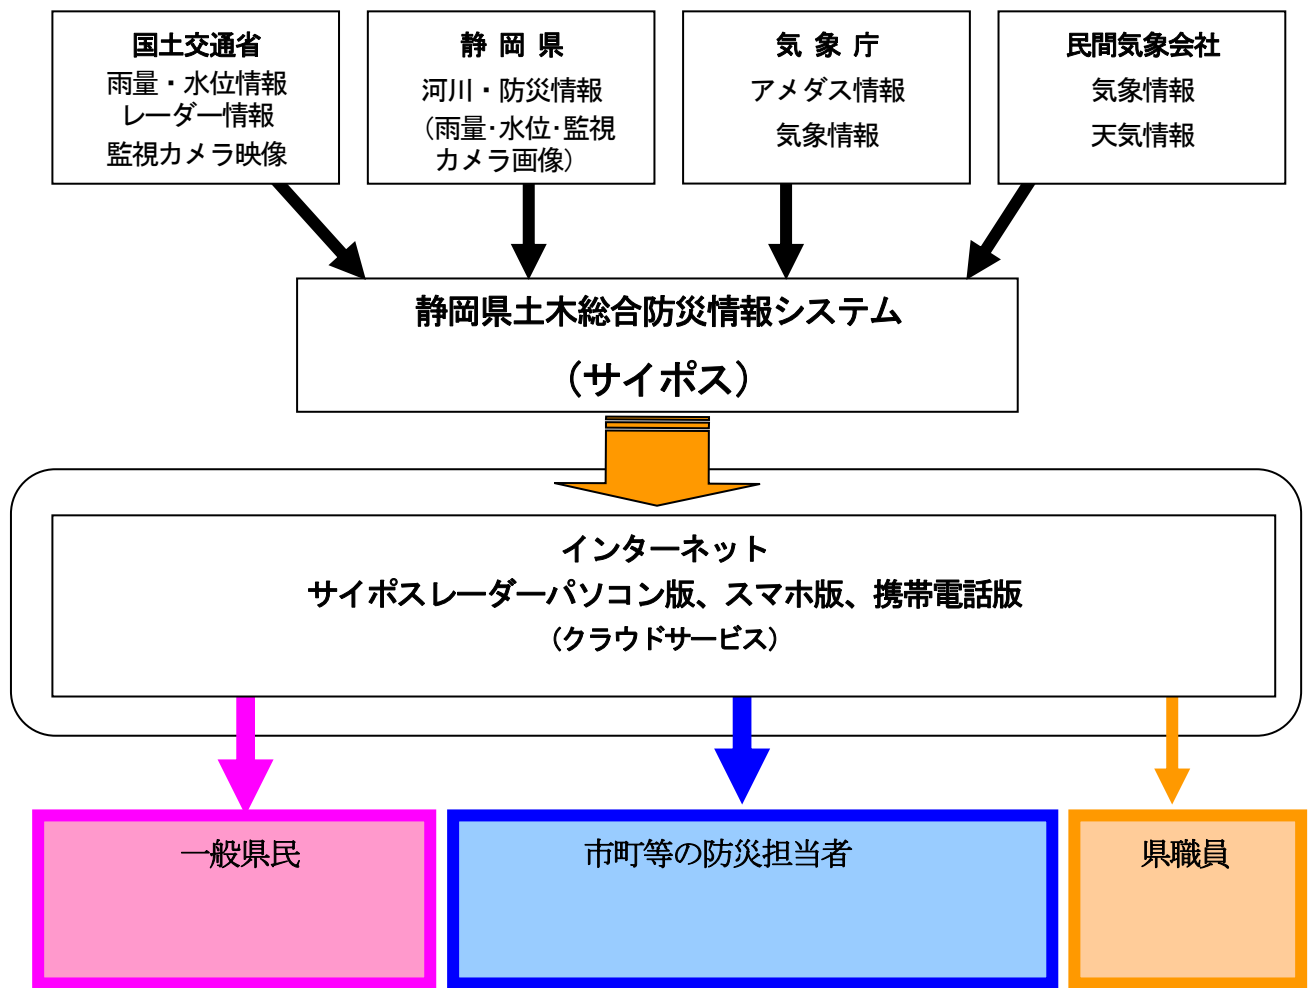 国土交通省
雨量・水位情報
レーダー情報
監視カメラ映像
静 岡 県
河川・防災情報
（雨量･水位･監視
カメラ画像）
気 象 庁
アメダス情報
気象情報
民間気象会社
気象情報
天気情報
静岡県土木総合防災情報システム
（サイポス）
インターネット
サイポスレーダーパソコン版、スマホ版、携帯電話版
（クラウドサービス）
一般県民
市町等の防災担当者
県職員